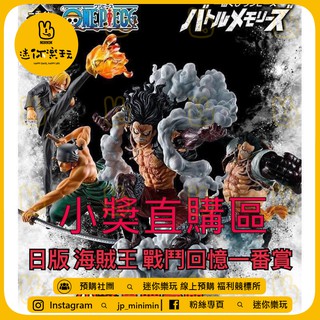 迷你樂玩
ONE PIECE
バトルメモリーズ
小獎直購區
日版 海賊王 戰鬥回憶一番賞
預購社團 迷你樂玩 線上預購 福利競標所
Instagram jp_minimin 粉絲專頁 迷你樂玩